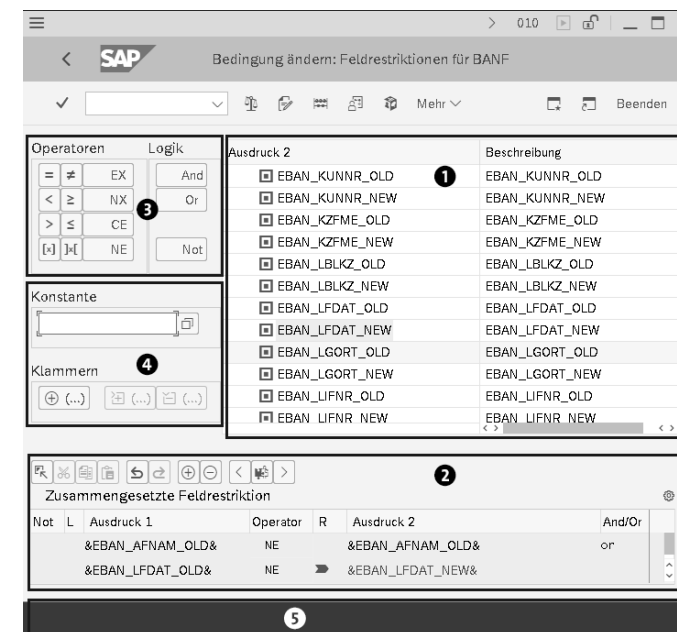 010
SAP Bedingung ändern: Feldrestriktionen für BANF
Mehr Beenden
Operatoren Logik
= ≠ EX And
< ≥ NX Or
> ≤ CE
[x] ]x[ NE Not
3
Konstante
Klammern
4
(...) (...) (...)
Ausdruck 2 Beschreibung
1
EBAN_KUNNR_OLD EBAN_KUNNR_OLD
EBAN_KUNNR_NEW EBAN_KUNNR_NEW
EBAN_KZFME_OLD EBAN_KZFME_OLD
EBAN_KZFME_NEW EBAN_KZFME_NEW
EBAN_LBLKZ_OLD EBAN_LBLKZ_OLD
EBAN_LBLKZ_NEW EBAN_LBLKZ_NEW
EBAN_LFDAT_OLD EBAN_LFDAT_OLD
EBAN_LFDAT_NEW EBAN_LFDAT_NEW
EBAN_LGORT_OLD EBAN_LGORT_OLD
EBAN_LGORT_NEW EBAN_LGORT_NEW
EBAN_LIFNR_OLD EBAN_LIFNR_OLD
EBAN_LIFNR_NEW EBAN_LIFNR_NEW
2
Zusammengesetzte Feldrestriktion
Not L Ausdruck 1 Operator R Ausdruck 2 And/Or
&EBAN_AFNAM_OLD& NE &EBAN_AFNAM_OLD& or
&EBAN_LFDAT_OLD& NE &EBAN_LFDAT_NEW&
5